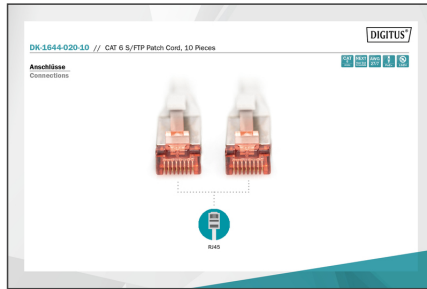 DIGITUS®
DK-1644-020-10 // CAT 6 S/FTP Patch Cord, 10 Pieces
Anschlüsse
Connections
RJ45